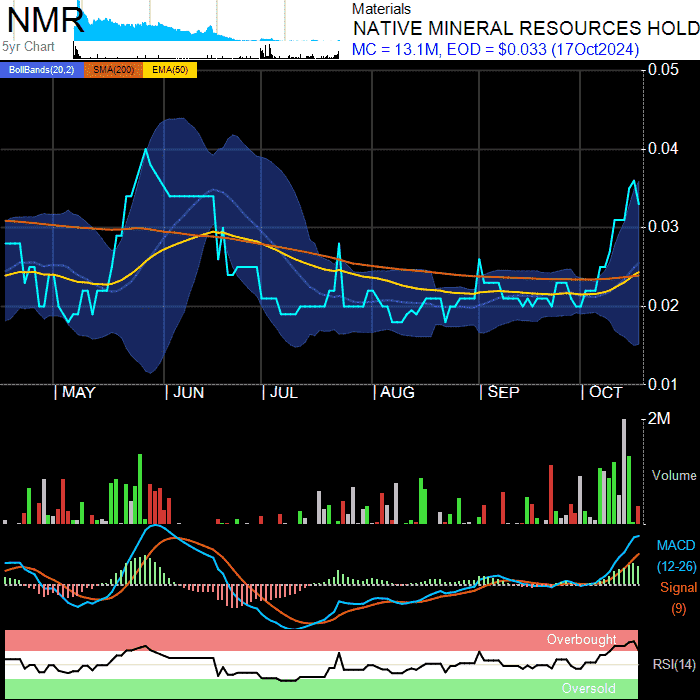 NMR
5yr Chart
Materials
NATIVE MINERAL RESOURCES HOLD
MC = 13.1M, EOD = $0.033 (17Oct2024)
BollBands(20,2) SMA(200) EMA(50)
0.05
0.04
0.03
0.02
0.01
MAY JUN JUL AUG SEP OCT
2M
Volume
MACD
(12-26)
Signal
(9)
Overbought
RSI(14)
Oversold